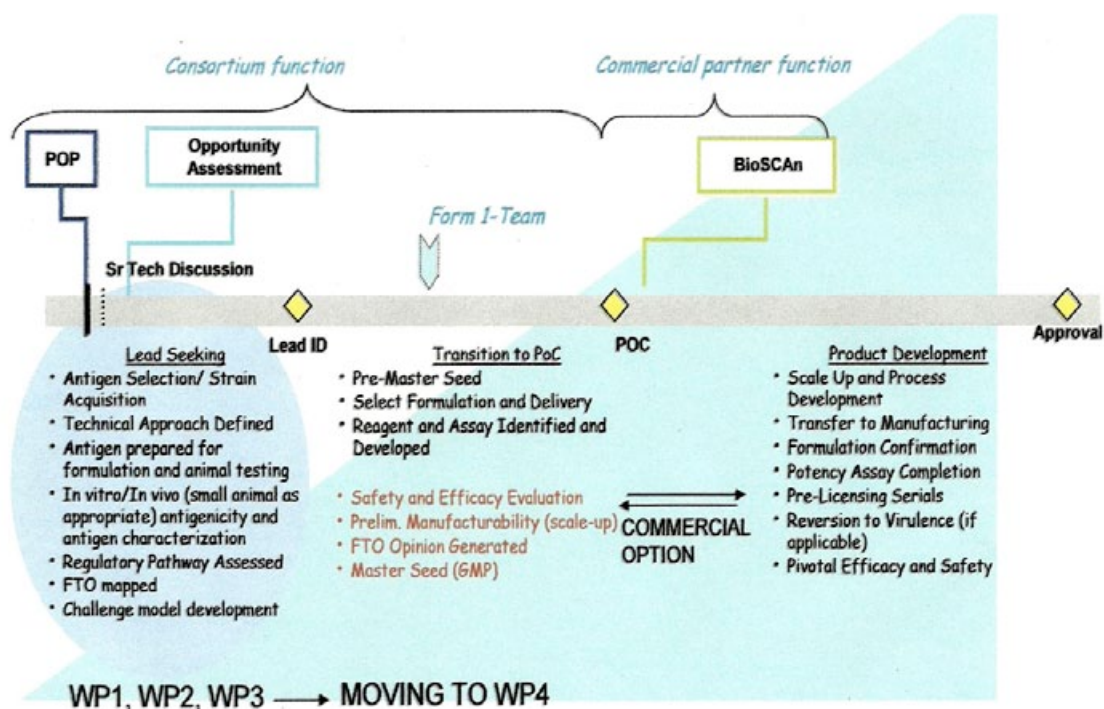 Consortium function
Commercial partner function
POP
Opportunity
Assessment
BioSCAn
Form 1-Team
Sr Tech Discussion
Lead ID
POC
Approval
Lead Seeking
• Antigen Selection/ Strain
Acquisition
• Technical Approach Defined
• Antigen prepared for
formulation and animal testing
• In vitro/In vivo (small animal as
appropriate) antigenicity and
antigen characterization
• Regulatory Pathway Assessed
• FTO mapped
• Challenge model development
Transition to PoC
• Pre-Master Seed
• Select Formulation and Delivery
• Reagent and Assay Identified and
Developed
• Safety and Efficacy Evaluation
• Prelim. Manufacturability (scale-up)
• FTO Opinion Generated
• Master Seed (GMP)
COMMERCIAL
OPTION
Product Development
• Scale Up and Process
Development
• Transfer to Manufacturing
• Formulation Confirmation
• Potency Assay Completion
• Pre-Licensing Serials
• Reversion to Virulence (if
applicable)
• Pivotal Efficacy and Safety
WP1, WP2, WP3 → MOVING TO WP4